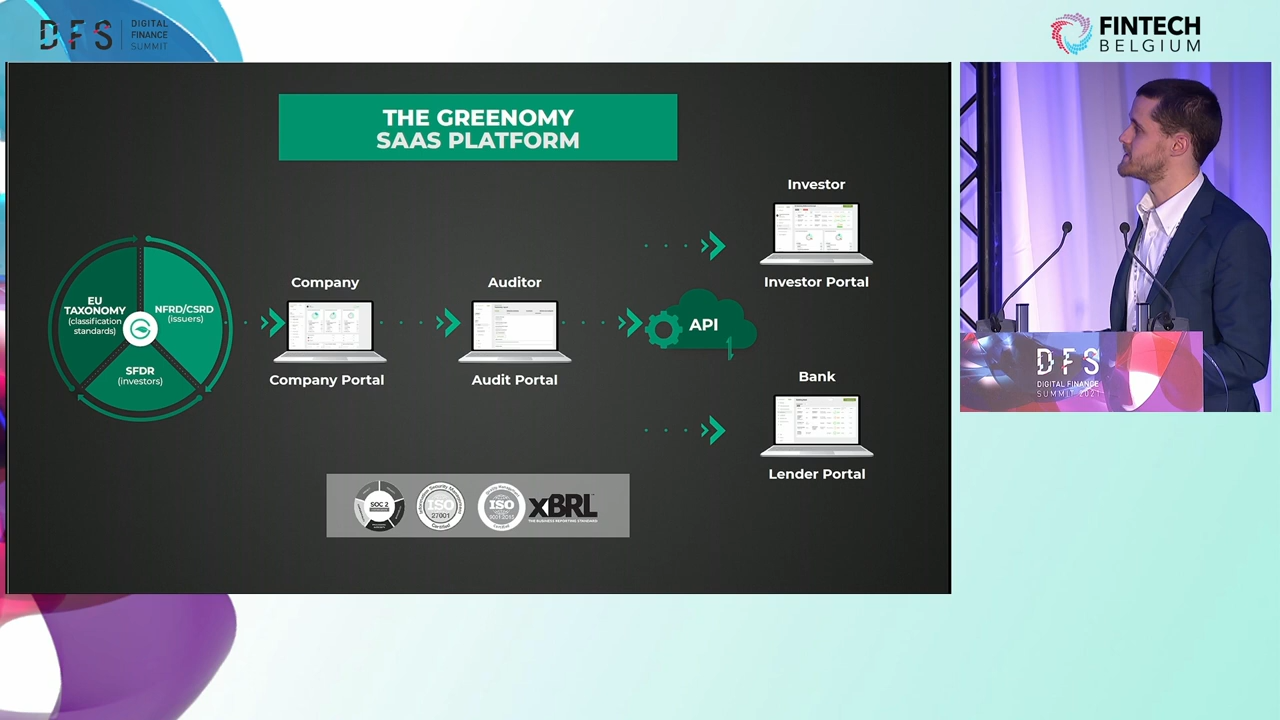 DFS
DIGITAL
FINANCE
SUMMIT
FINTECH
BELGIUM
THE GREENOMY
SAAS PLATFORM
EU
TAXONOMY
(classification
standards)
NFRD/CSRD
(issuers)
SFDR
(investors)
Company
Company Portal
Auditor
Audit Portal
API
Investor
Investor Portal
Bank
Lender Portal
SOC 2
ISO
27001
Certified
ISO
9001:2015
Certified
XBRL
THE BUSINESS REPORTING STANDARD
DFS
DIGITAL FINANCE
SUMMIT 2021